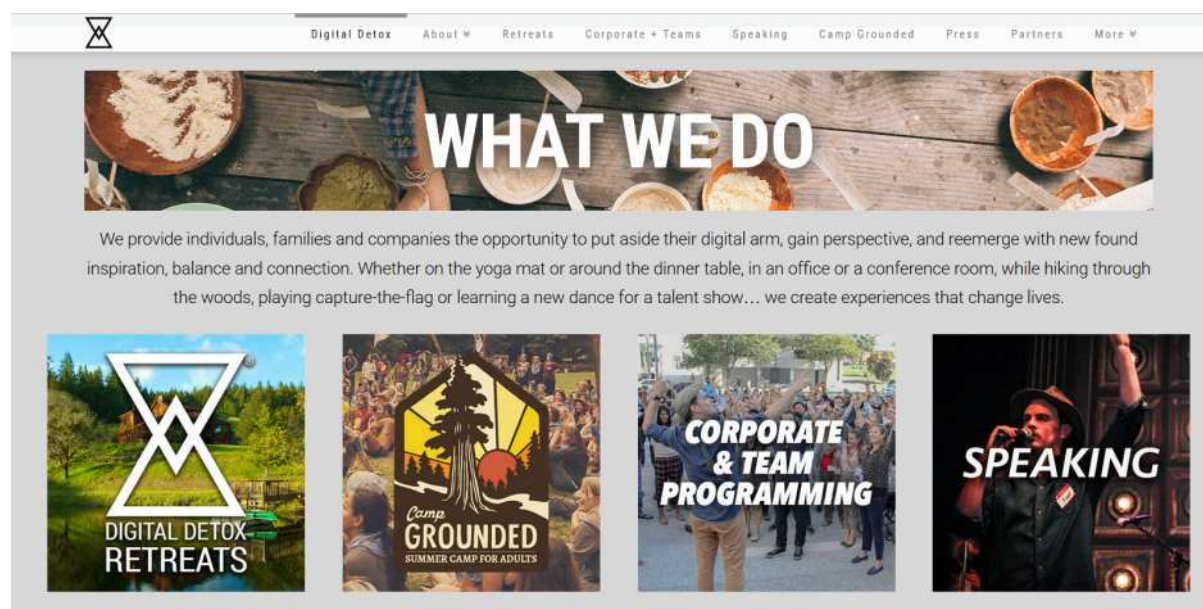 Digital Detox About Retreats Corporate + Teams Speaking Camp Grounded Press Partners More
WHAT WE DO
We provide individuals, families and companies the opportunity to put aside their digital arm, gain perspective, and reemerge with new found
inspiration, balance and connection. Whether on the yoga mat or around the dinner table, in an office or a conference room, while hiking through
the woods, playing capture-the-flag or learning a new dance for a talent show… we create experiences that change lives.
DIGITAL DETOX
RETREATS
®
Camp
GROUNDED
SUMMER CAMP FOR ADULTS
CORPORATE
& TEAM
PROGRAMMING
SPEAKING